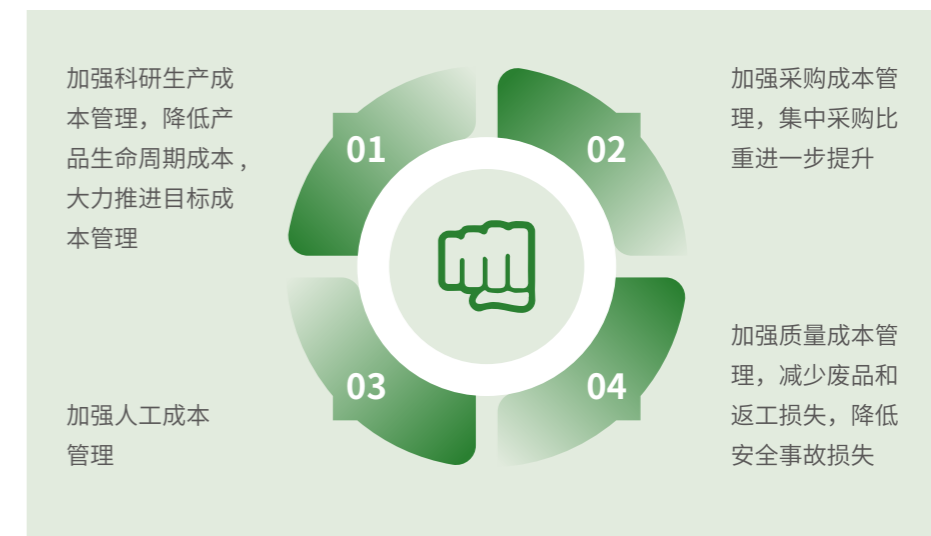 01
加强科研生产成
本管理，降低产
品生命周期成本，
大力推进目标成
本管理
02
加强采购成本管
理，集中采购比
重进一步提升
03
加强人工成本
管理
04
加强质量成本管
理，减少废品和
返工损失，降低
安全事故损失